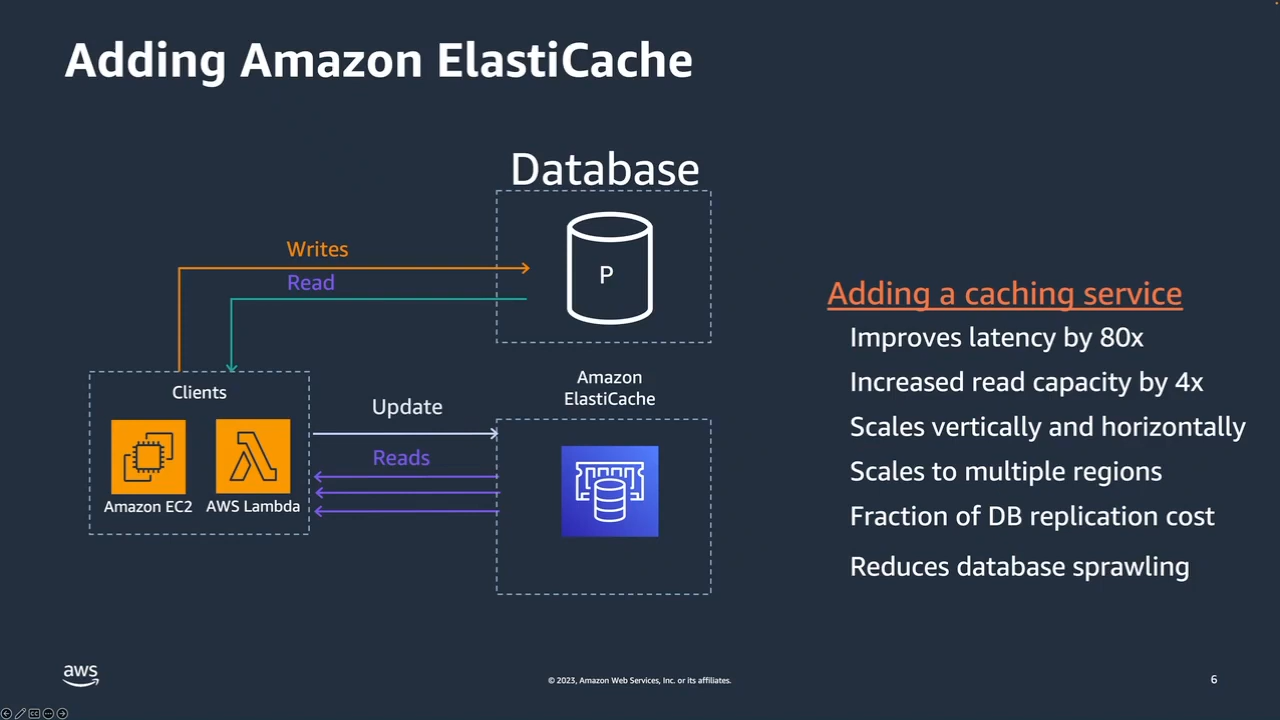 Adding Amazon ElastiCache
Database
P
Writes
Read
Clients
Amazon EC2
AWS Lambda
Update
Reads
Amazon
ElastiCache
Adding a caching service
Improves latency by 80x
Increased read capacity by 4x
Scales vertically and horizontally
Scales to multiple regions
Fraction of DB replication cost
Reduces database sprawling
aws
© 2023, Amazon Web Services, Inc. or its affiliates.
6